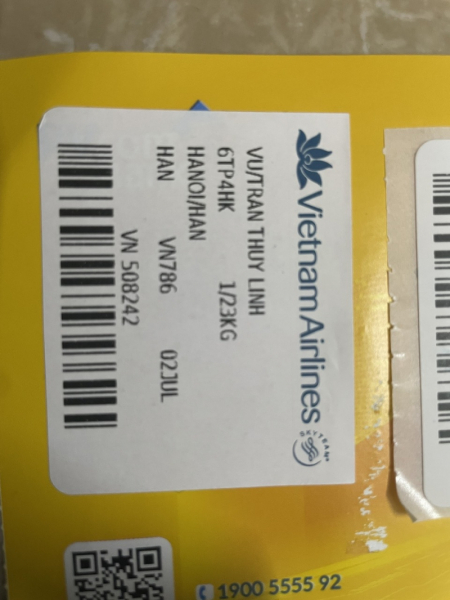 Vietnam Airlines
SKYTEAM
VU/TRAN THUY LINH
6TP4HK 1/23KG
HANOI/HAN
HAN VN786 02JUL
VN 508242
1900 5555 92